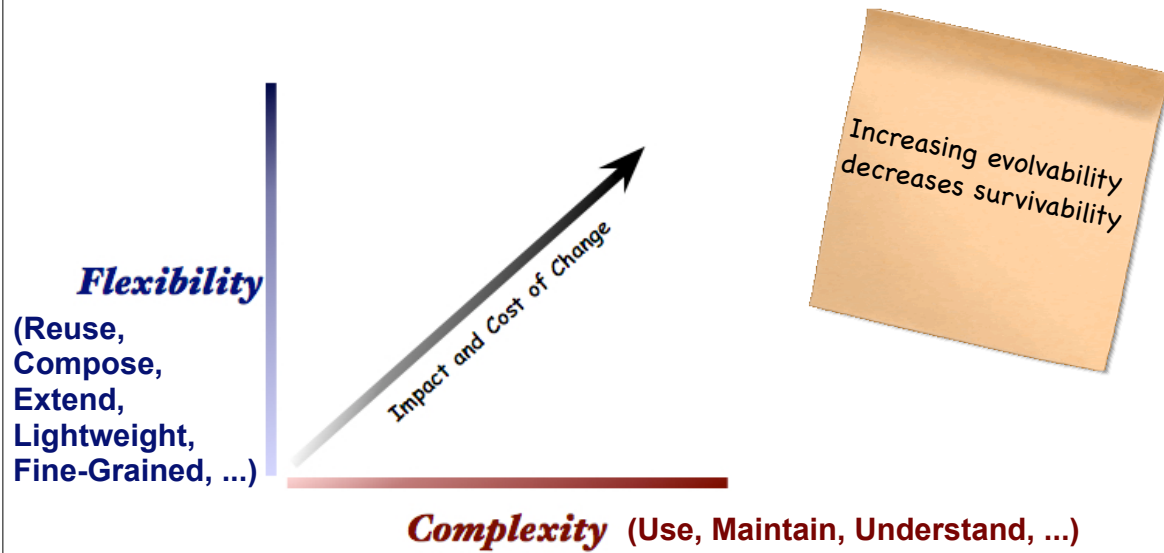 Increasing evolvability
decreases survivability
Flexibility
(Reuse,
Compose,
Extend,
Lightweight,
Fine-Grained, ...)
Impact and Cost of Change
Complexity (Use, Maintain, Understand, ...)